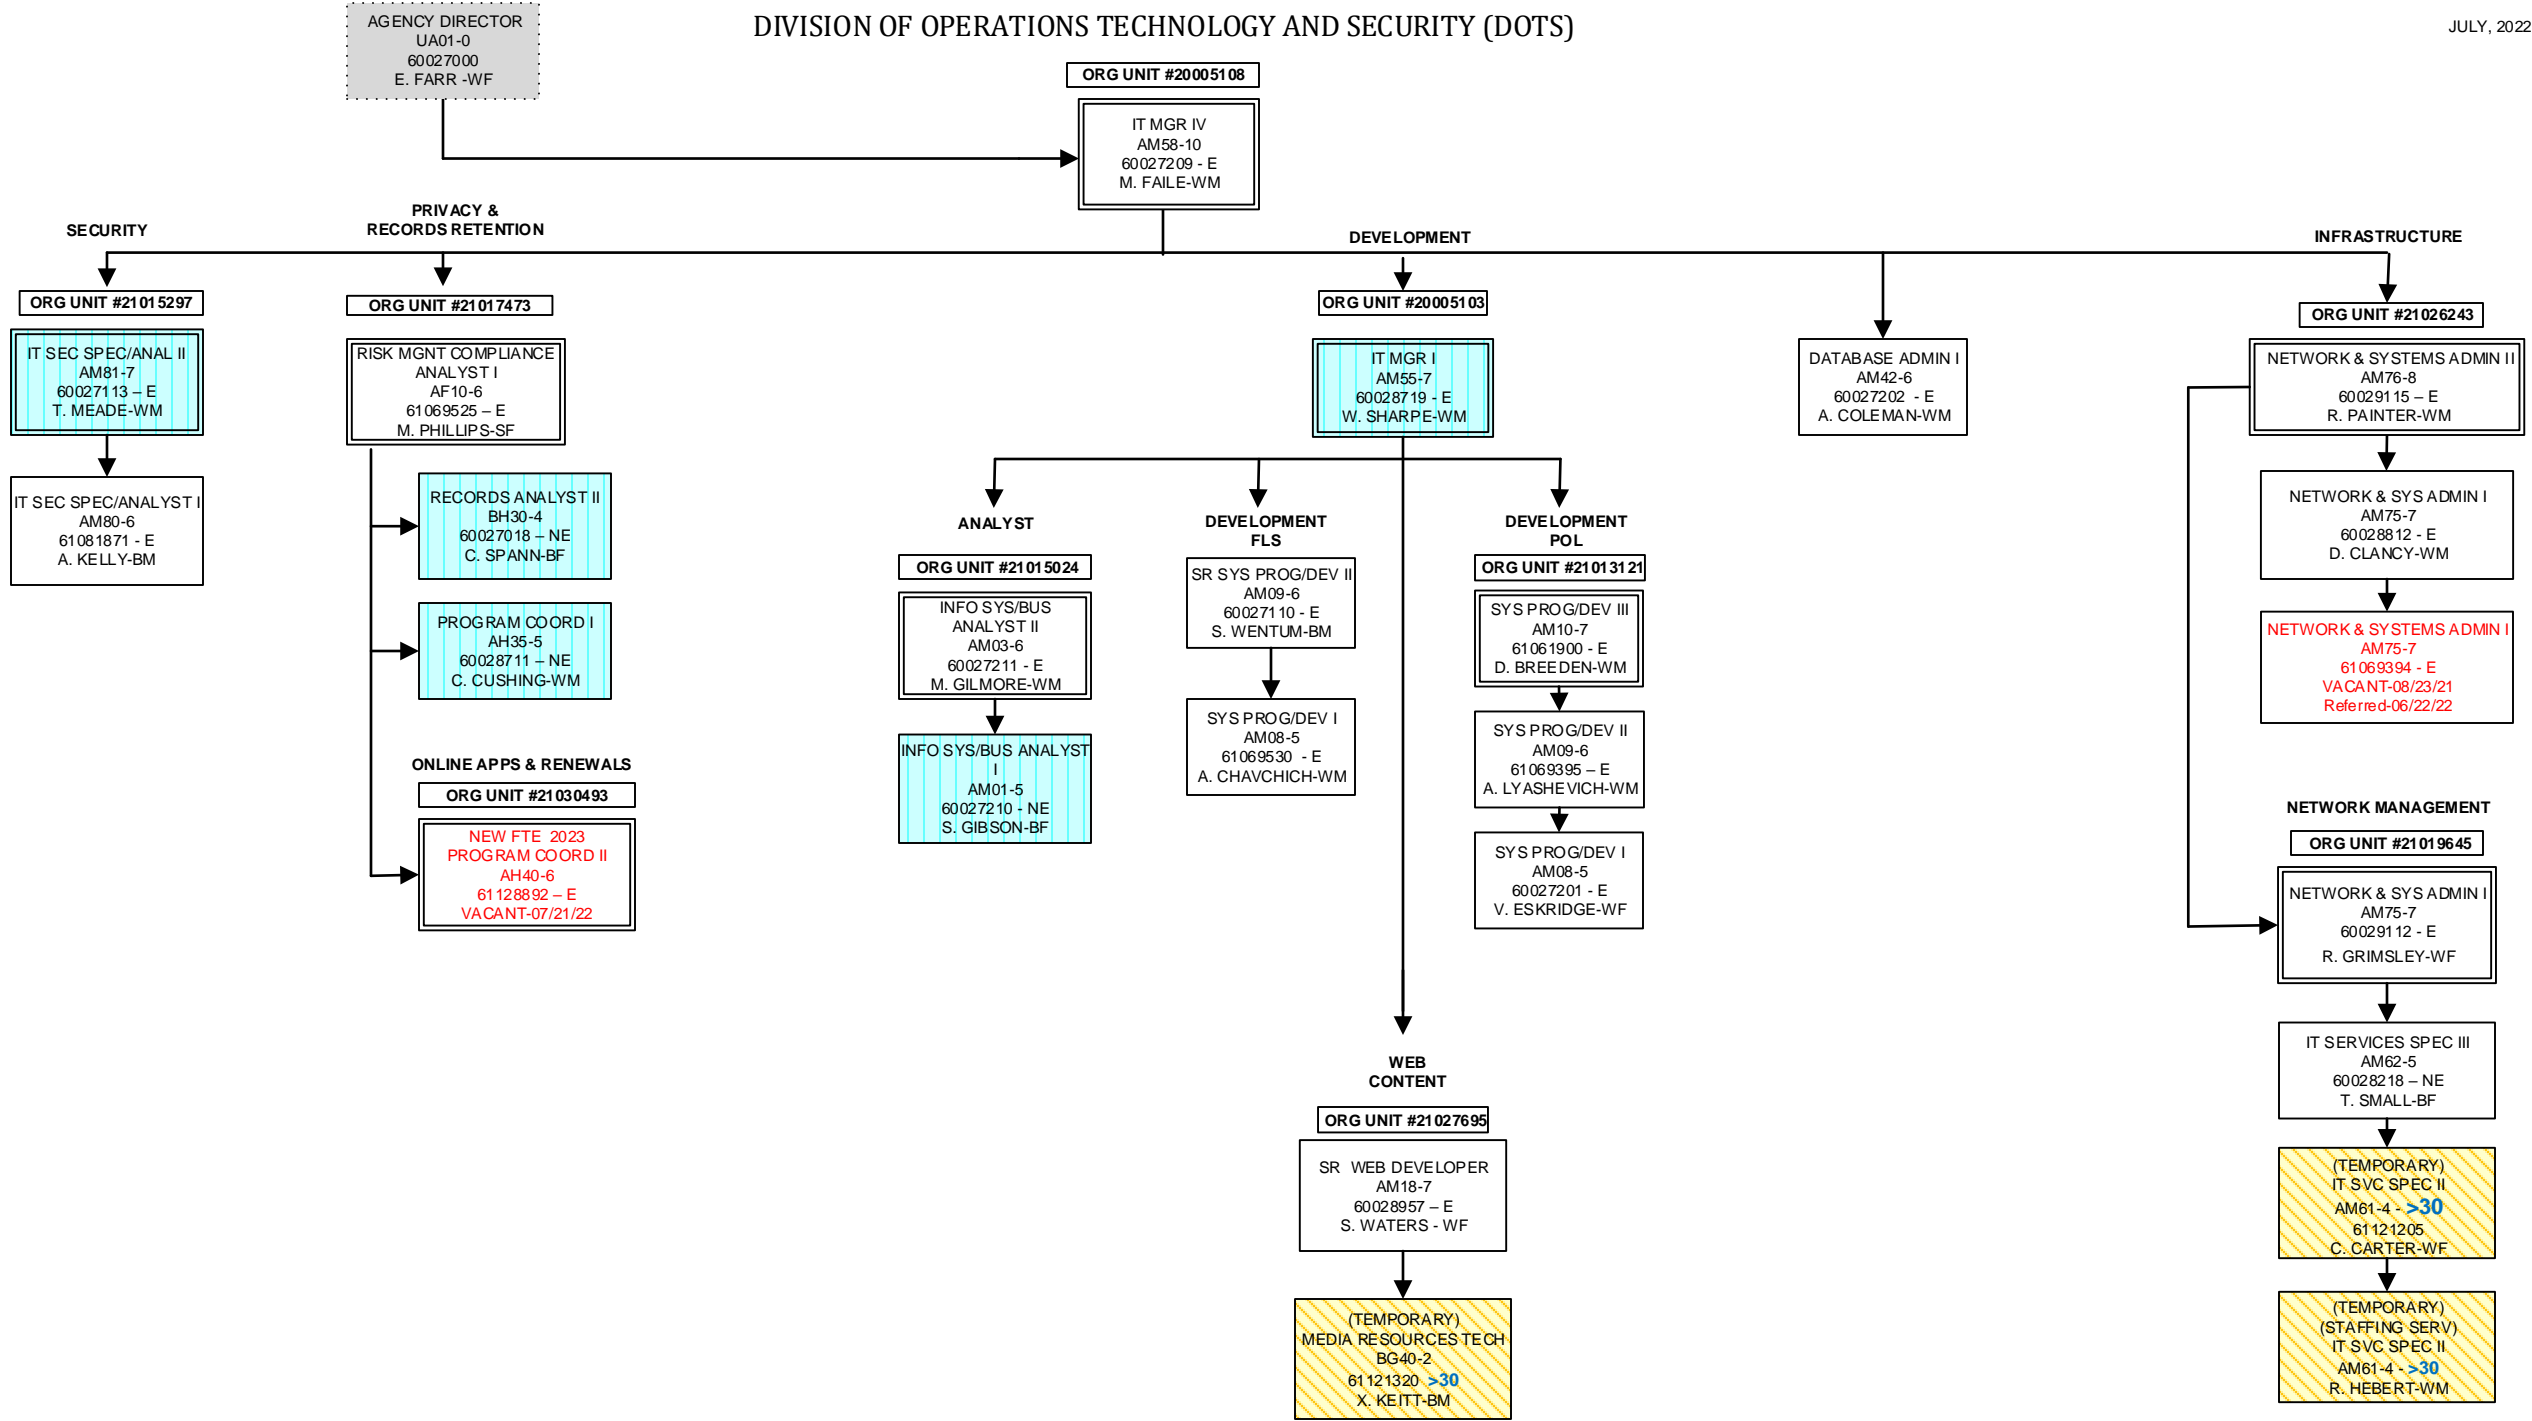 AGENCY DIRECTOR
UA01-0
60027000
E. FARR -WF
DIVISION OF OPERATIONS TECHNOLOGY AND SECURITY (DOTS)
JULY, 2022
ORG UNIT #20005108
IT MGR IV
AM58-10
60027209 - E
M. FAILE-WM
SECURITY
ORG UNIT #21015297
IT SEC SPEC/ANAL II
AM81-7
60027113 – E
T. MEADE-WM
IT SEC SPEC/ANALYST I
AM80-6
61081871 - E
A. KELLY-BM
PRIVACY &
RECORDS RETENTION
ORG UNIT #21017473
RISK MGNT COMPLIANCE
ANALYST I
AF10-6
61069525 – E
M. PHILLIPS-SF
RECORDS ANALYST II
BH30-4
60027018 – NE
C. SPANN-BF
PROGRAM COORD I
AH35-5
60028711 – NE
C. CUSHING-WM
ONLINE APPS & RENEWALS
ORG UNIT #21030493
NEW FTE 2023
PROGRAM COORD II
AH40-6
61128892 – E
VACANT-07/21/22
DEVELOPMENT
ORG UNIT #20005103
IT MGR I
AM55-7
60028719 - E
W. SHARPE-WM
ANALYST
ORG UNIT #21015024
INFO SYS/BUS
ANALYST II
AM03-6
60027211 - E
M. GILMORE-WM
INFO SYS/BUS ANALYST
I
AM01-5
60027210 - NE
S. GIBSON-BF
DEVELOPMENT
FLS
SR SYS PROG/DEV II
AM09-6
60027110 - E
S. WENTUM-BM
SYS PROG/DEV I
AM08-5
61069530 - E
A. CHAVCHICH-WM
DEVELOPMENT
POL
ORG UNIT #21013121
SYS PROG/DEV III
AM10-7
61061900 - E
D. BREEDEN-WM
SYS PROG/DEV II
AM09-6
61069395 – E
A. LYASHEVICH-WM
SYS PROG/DEV I
AM08-5
60027201 - E
V. ESKRIDGE-WF
WEB
CONTENT
ORG UNIT #21027695
SR WEB DEVELOPER
AM18-7
60028957 – E
S. WATERS - WF
(TEMPORARY)
MEDIA RESOURCES TECH
BG40-2
61121320 >30
X. KEITT-BM
DATABASE ADMIN I
AM42-6
60027202 - E
A. COLEMAN-WM
INFRASTRUCTURE
ORG UNIT #21026243
NETWORK & SYSTEMS ADMIN II
AM76-8
60029115 – E
R. PAINTER-WM
NETWORK & SYS ADMIN I
AM75-7
60028812 - E
D. CLANCY-WM
NETWORK & SYSTEMS ADMIN I
AM75-7
61069394 - E
VACANT-08/23/21
Referred-06/22/22
NETWORK MANAGEMENT
ORG UNIT #21019645
NETWORK & SYS ADMIN I
AM75-7
60029112 - E
R. GRIMSLEY-WF
IT SERVICES SPEC III
AM62-5
60028218 – NE
T. SMALL-BF
(TEMPORARY)
IT SVC SPEC II
AM61-4 - >30
61121205
C. CARTER-WF
(TEMPORARY)
(STAFFING SERV)
IT SVC SPEC II
AM61-4 - >30
R. HEBERT-WM